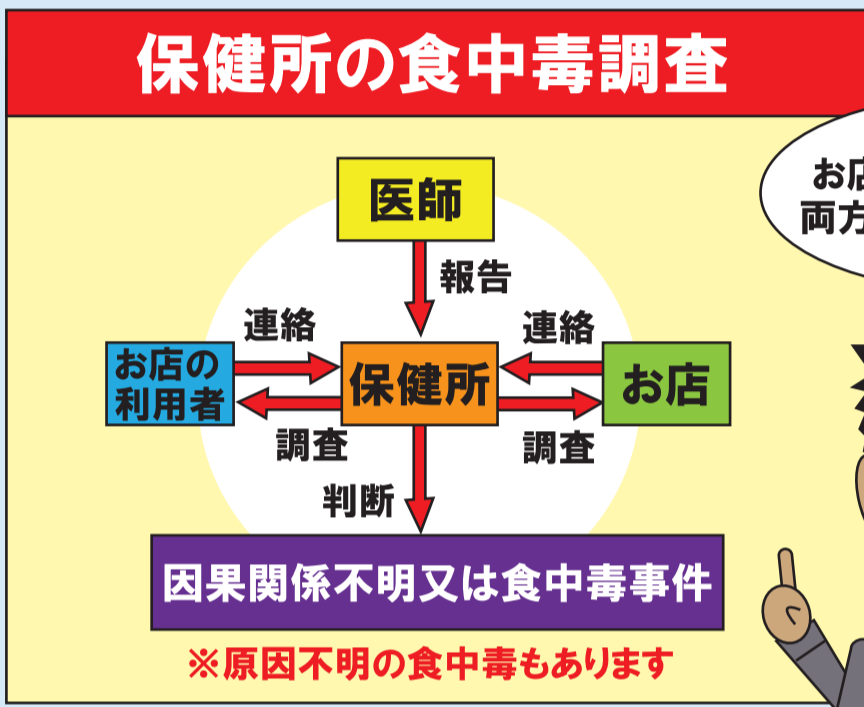 保健所の食中毒調査
お店
両方
医師
報告
連絡
連絡
お店の
利用者
保健所
お店
調査
調査
判断
因果関係不明又は食中毒事件
※原因不明の食中毒もあります